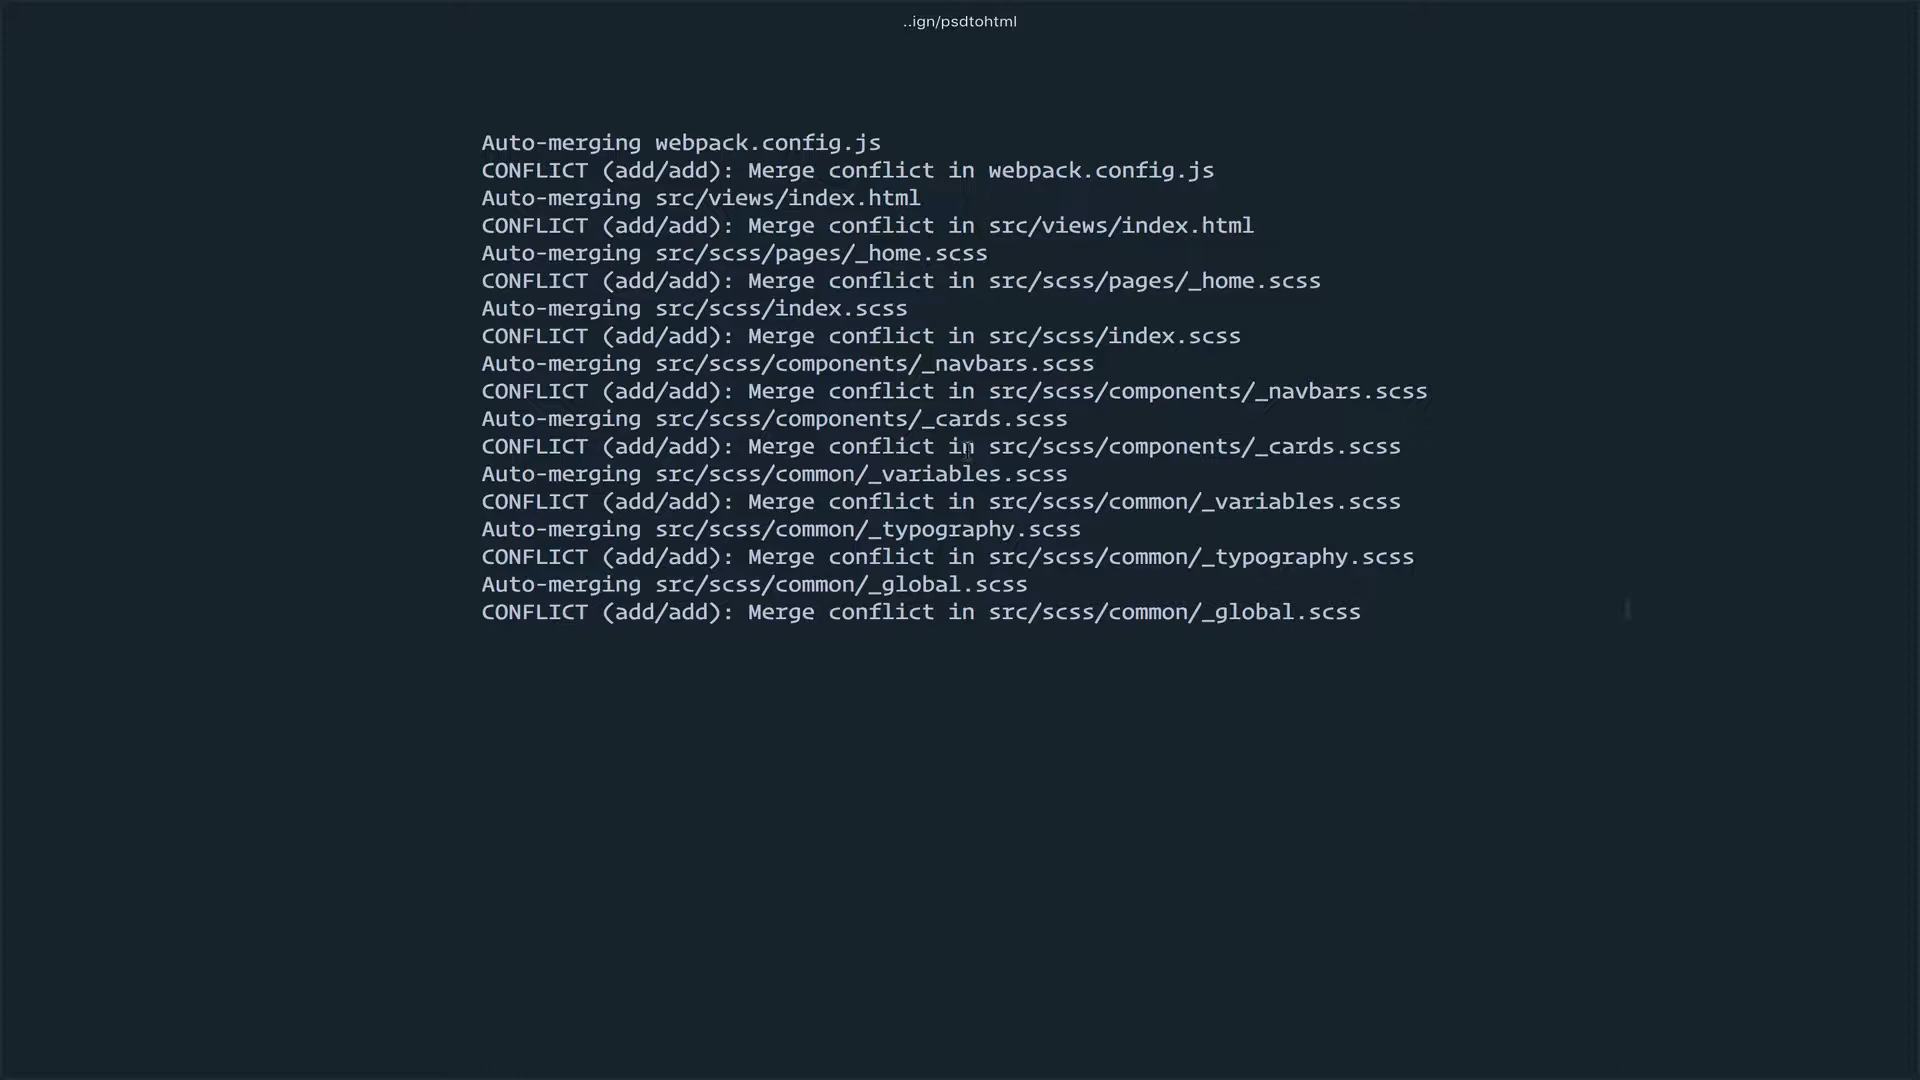 ..ign/psdtohtml
Auto-merging webpack.config.js
CONFLICT (add/add): Merge conflict in webpack.config.js
Auto-merging src/views/index.html
CONFLICT (add/add): Merge conflict in src/views/index.html
Auto-merging src/scss/pages/_home.scss
CONFLICT (add/add): Merge conflict in src/scss/pages/_home.scss
Auto-merging src/scss/index.scss
CONFLICT (add/add): Merge conflict in src/scss/index.scss
Auto-merging src/scss/components/_navbars.scss
CONFLICT (add/add): Merge conflict in src/scss/components/_navbars.scss
Auto-merging src/scss/components/_cards.scss
CONFLICT (add/add): Merge conflict in src/scss/components/_cards.scss
Auto-merging src/scss/common/_variables.scss
CONFLICT (add/add): Merge conflict in src/scss/common/_variables.scss
Auto-merging src/scss/common/_typography.scss
CONFLICT (add/add): Merge conflict in src/scss/common/_typography.scss
Auto-merging src/scss/common/_global.scss
CONFLICT (add/add): Merge conflict in src/scss/common/_global.scss